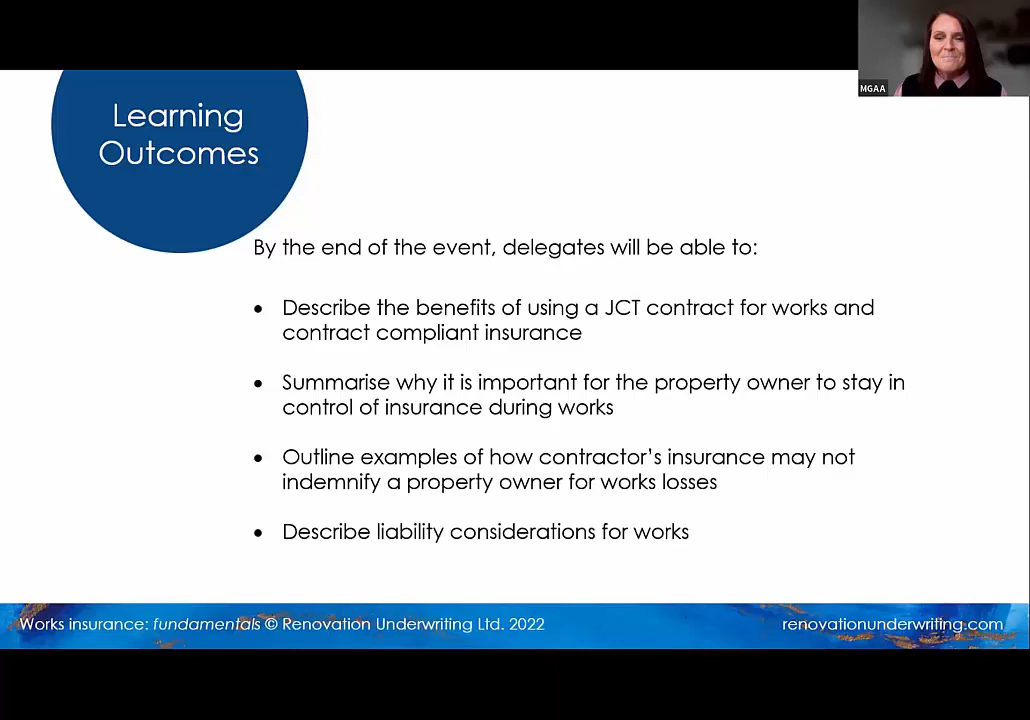 MGAA
Learning
Outcomes
By the end of the event, delegates will be able to:
• Describe the benefits of using a JCT contract for works and
contract compliant insurance
• Summarise why it is important for the property owner to stay in
control of insurance during works
• Outline examples of how contractor's insurance may not
indemnify a property owner for works losses
• Describe liability considerations for works
Works insurance: fundamentals © Renovation Underwriting Ltd. 2022
renovationunderwriting.com